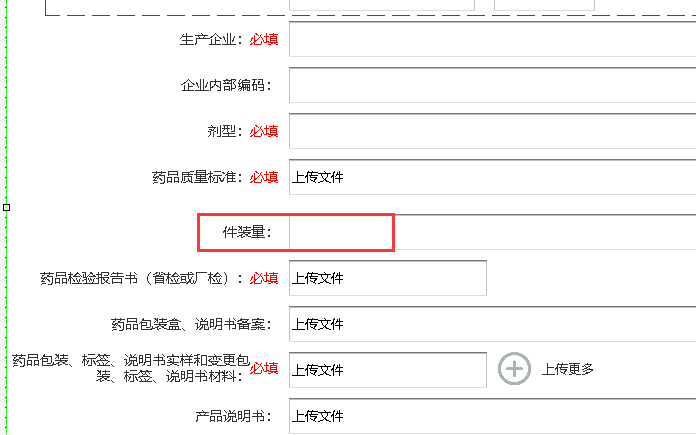 生产企业：必填
企业内部编码：
剂型：必填
药品质量标准：必填 上传文件
件装量：
药品检验报告书（省检或厂检）：必填 上传文件
药品包装盒、说明书备案： 上传文件
药品包装、标签、说明书实样和变更包
装、标签、说明书材料：必填 上传文件 上传更多
产品说明书： 上传文件